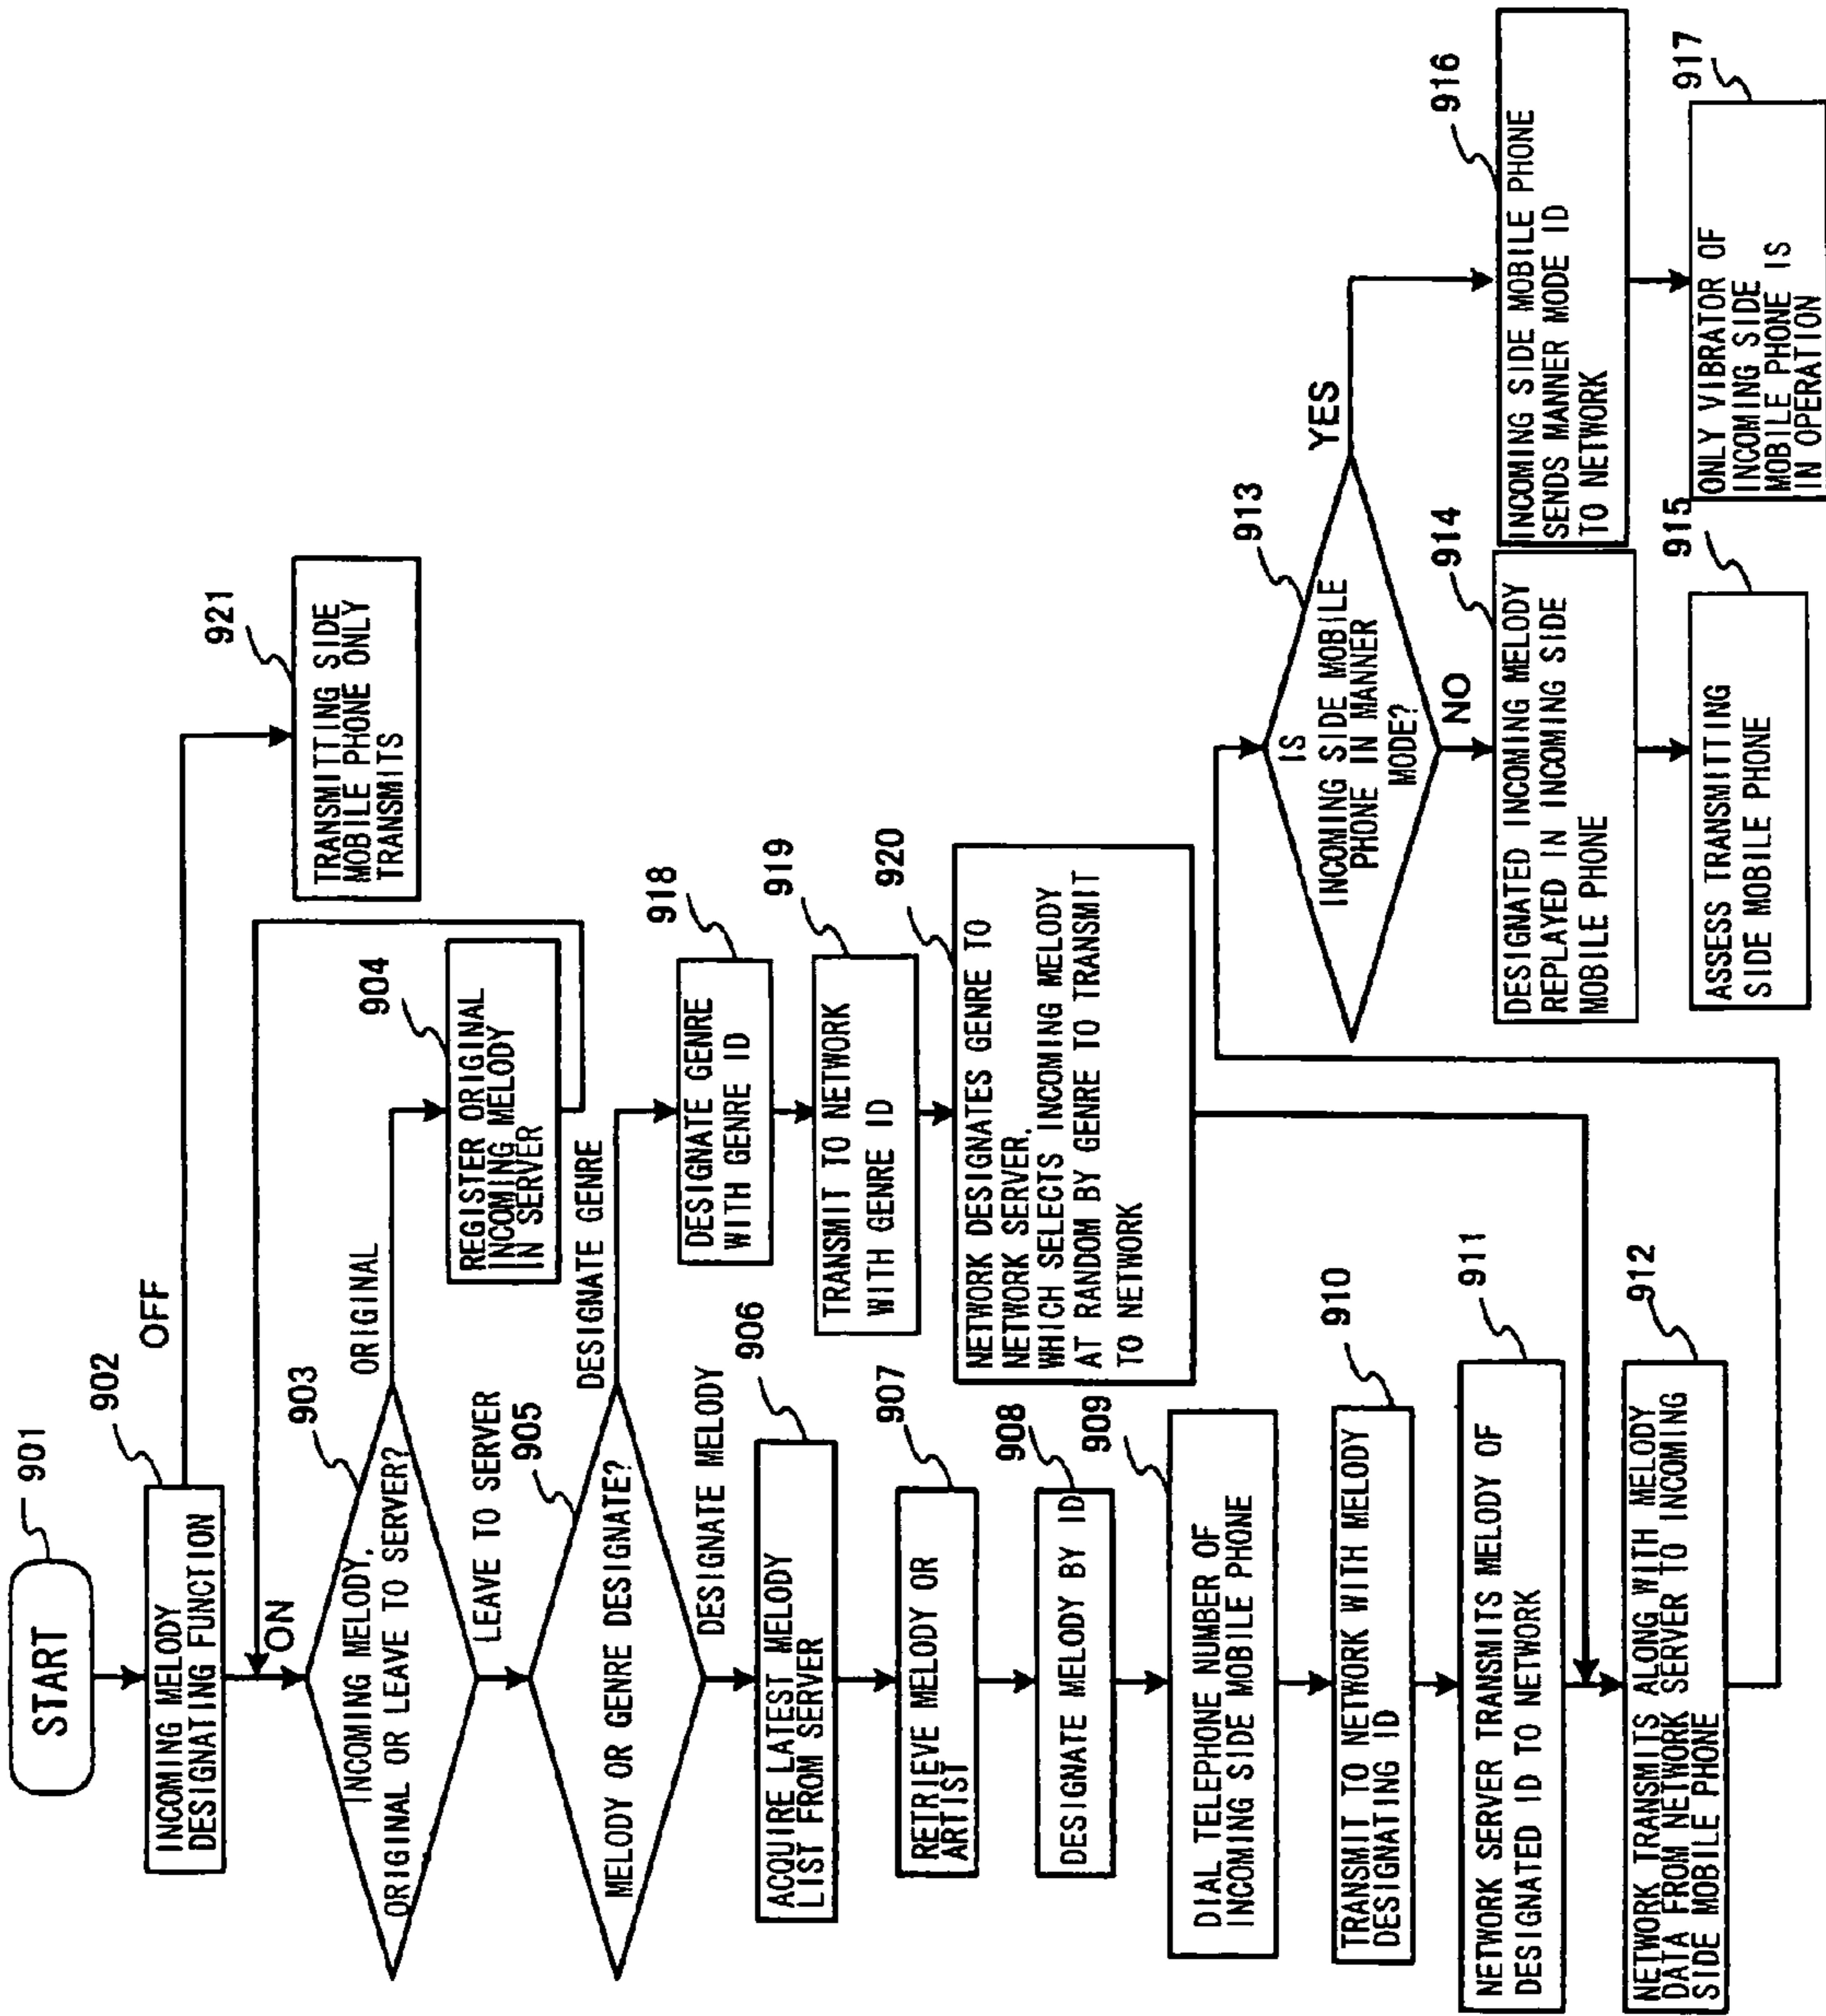 START
901
INCOMING MELODY
DESIGNATING FUNCTION
902
OFF
ON
TRANSMITTING SIDE
MOBILE PHONE ONLY
TRANSMITS
921
INCOMING MELODY,
ORIGINAL OR LEAVE TO SERVER?
903
ORIGINAL
LEAVE TO SERVER
REGISTER ORIGINAL
INCOMING MELODY
IN SERVER
904
MELODY OR GENRE DESIGNATE?
905
DESIGNATE GENRE
DESIGNATE MELODY
ACQUIRE LATEST MELODY
LIST FROM SERVER
906
RETRIEVE MELODY OR
ARTIST
907
DESIGNATE MELODY BY ID
908
DIAL TELEPHONE NUMBER OF
INCOMING SIDE MOBILE PHONE
909
TRANSMIT TO NETWORK WITH MELODY
DESIGNATING ID
910
NETWORK SERVER TRANSMITS MELODY OF
DESIGNATED ID TO NETWORK
911
NETWORK TRANSMITS ALONG WITH MELODY
DATA FROM NETWORK SERVER TO INCOMING
SIDE MOBILE PHONE
912
DESIGNATE GENRE
WITH GENRE ID
918
TRANSMIT TO NETWORK
WITH GENRE ID
919
NETWORK DESIGNATES GENRE TO
NETWORK SERVER,
WHICH SELECTS INCOMING MELODY
AT RANDOM BY GENRE TO TRANSMIT
TO NETWORK
920
IS
INCOMING SIDE MOBILE
PHONE IN MANNER
MODE?
913
YES
NO
DESIGNATED INCOMING MELODY
REPLAYED IN INCOMING SIDE
MOBILE PHONE
914
ASSESS TRANSMITTING
SIDE MOBILE PHONE
915
INCOMING SIDE MOBILE PHONE
SENDS MANNER MODE ID
TO NETWORK
916
ONLY VIBRATOR OF
INCOMING SIDE
MOBILE PHONE IS
IN OPERATION
917